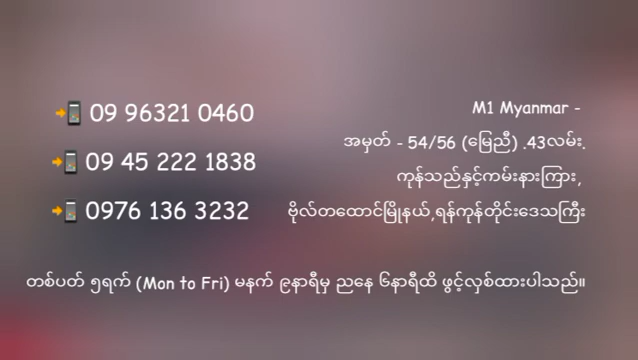 📲 09 96321 0460
📲 09 45 222 1838
📲 0976 136 3232
M1 Myanmar -
အမှတ် - 54/56 (မြေညီ) .43လမ်း.
ကုန်သည်နှင့်ကမ်းနားကြား,
ဗိုလ်တထောင်မြိုနယ်,ရန်ကုန်တိုင်းဒေသကြီး
တစ်ပတ် ၅ရက် (Mon to Fri) မနက် ၉နာရီမှ ညနေ ၆နာရီထိ ဖွင့်လှစ်ထားပါသည်။